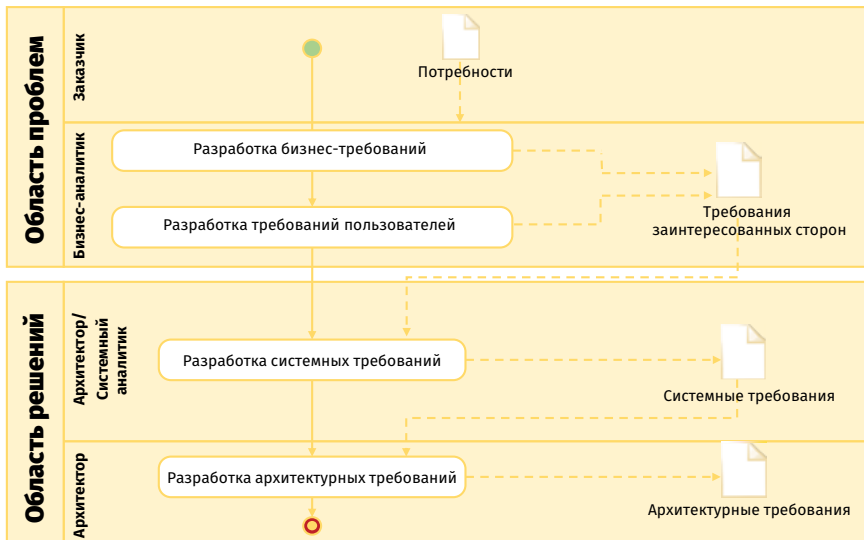 Область проблем
Заказчик
Потребности
Бизнес-аналитик
Разработка бизнес-требований
Разработка требований пользователей
Требования
заинтересованных сторон
Область решений
Архитектор/
Системный
аналитик
Разработка системных требований
Системные требования
Архитектор
Разработка архитектурных требований
Архитектурные требования